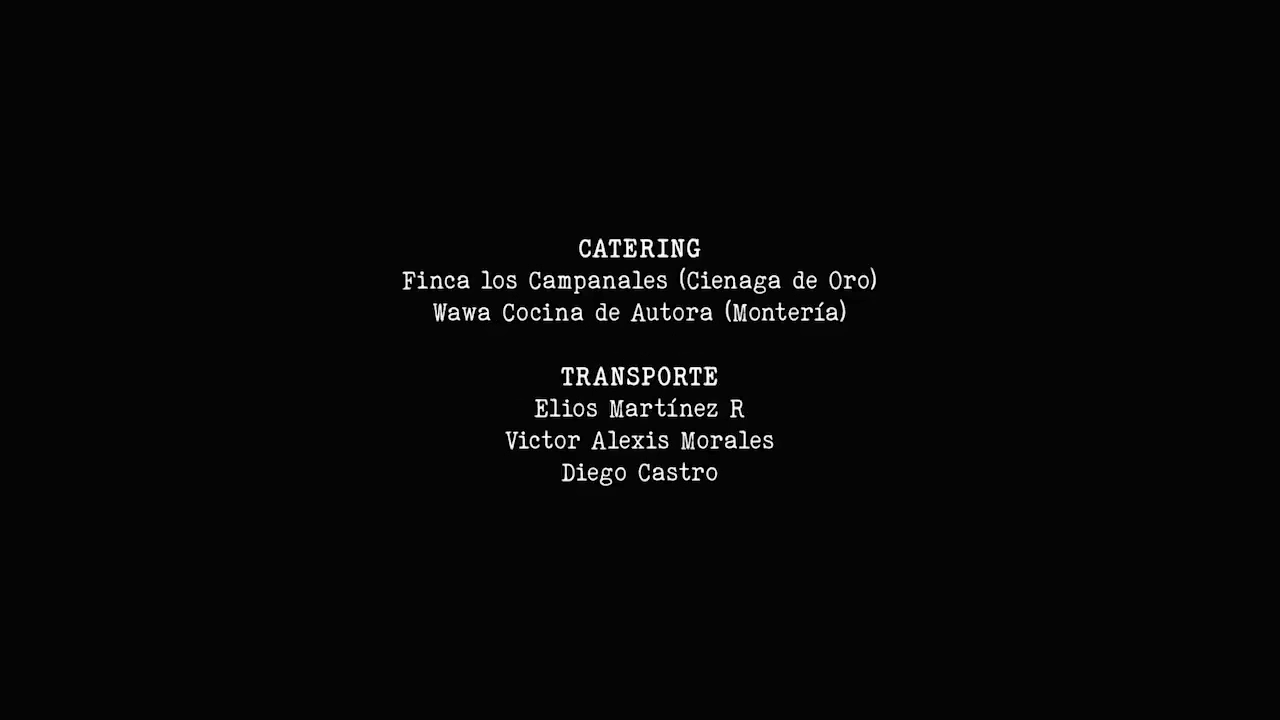 CATERING
Finca los Campanales (Cienaga de Oro)
Wawa Cocina de Autora (Montería)
TRANSPORTE
Elios Martínez R
Victor Alexis Morales
Diego Castro